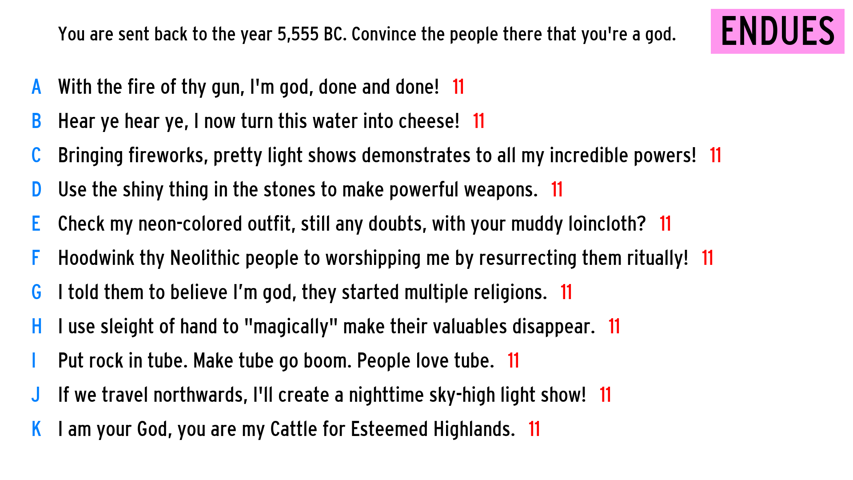 You are sent back to the year 5,555 BC. Convince the people there that you're a god.
ENDUES
A With the fire of thy gun, I'm god, done and done! 11
B Hear ye hear ye, I now turn this water into cheese! 11
C Bringing fireworks, pretty light shows demonstrates to all my incredible powers! 11
D Use the shiny thing in the stones to make powerful weapons. 11
E Check my neon-colored outfit, still any doubts, with your muddy loincloth? 11
F Hoodwink thy Neolithic people to worshipping me by resurrecting them ritually! 11
G I told them to believe I’m god, they started multiple religions. 11
H I use sleight of hand to "magically" make their valuables disappear. 11
I Put rock in tube. Make tube go boom. People love tube. 11
J If we travel northwards, I'll create a nighttime sky-high light show! 11
K I am your God, you are my Cattle for Esteemed Highlands. 11